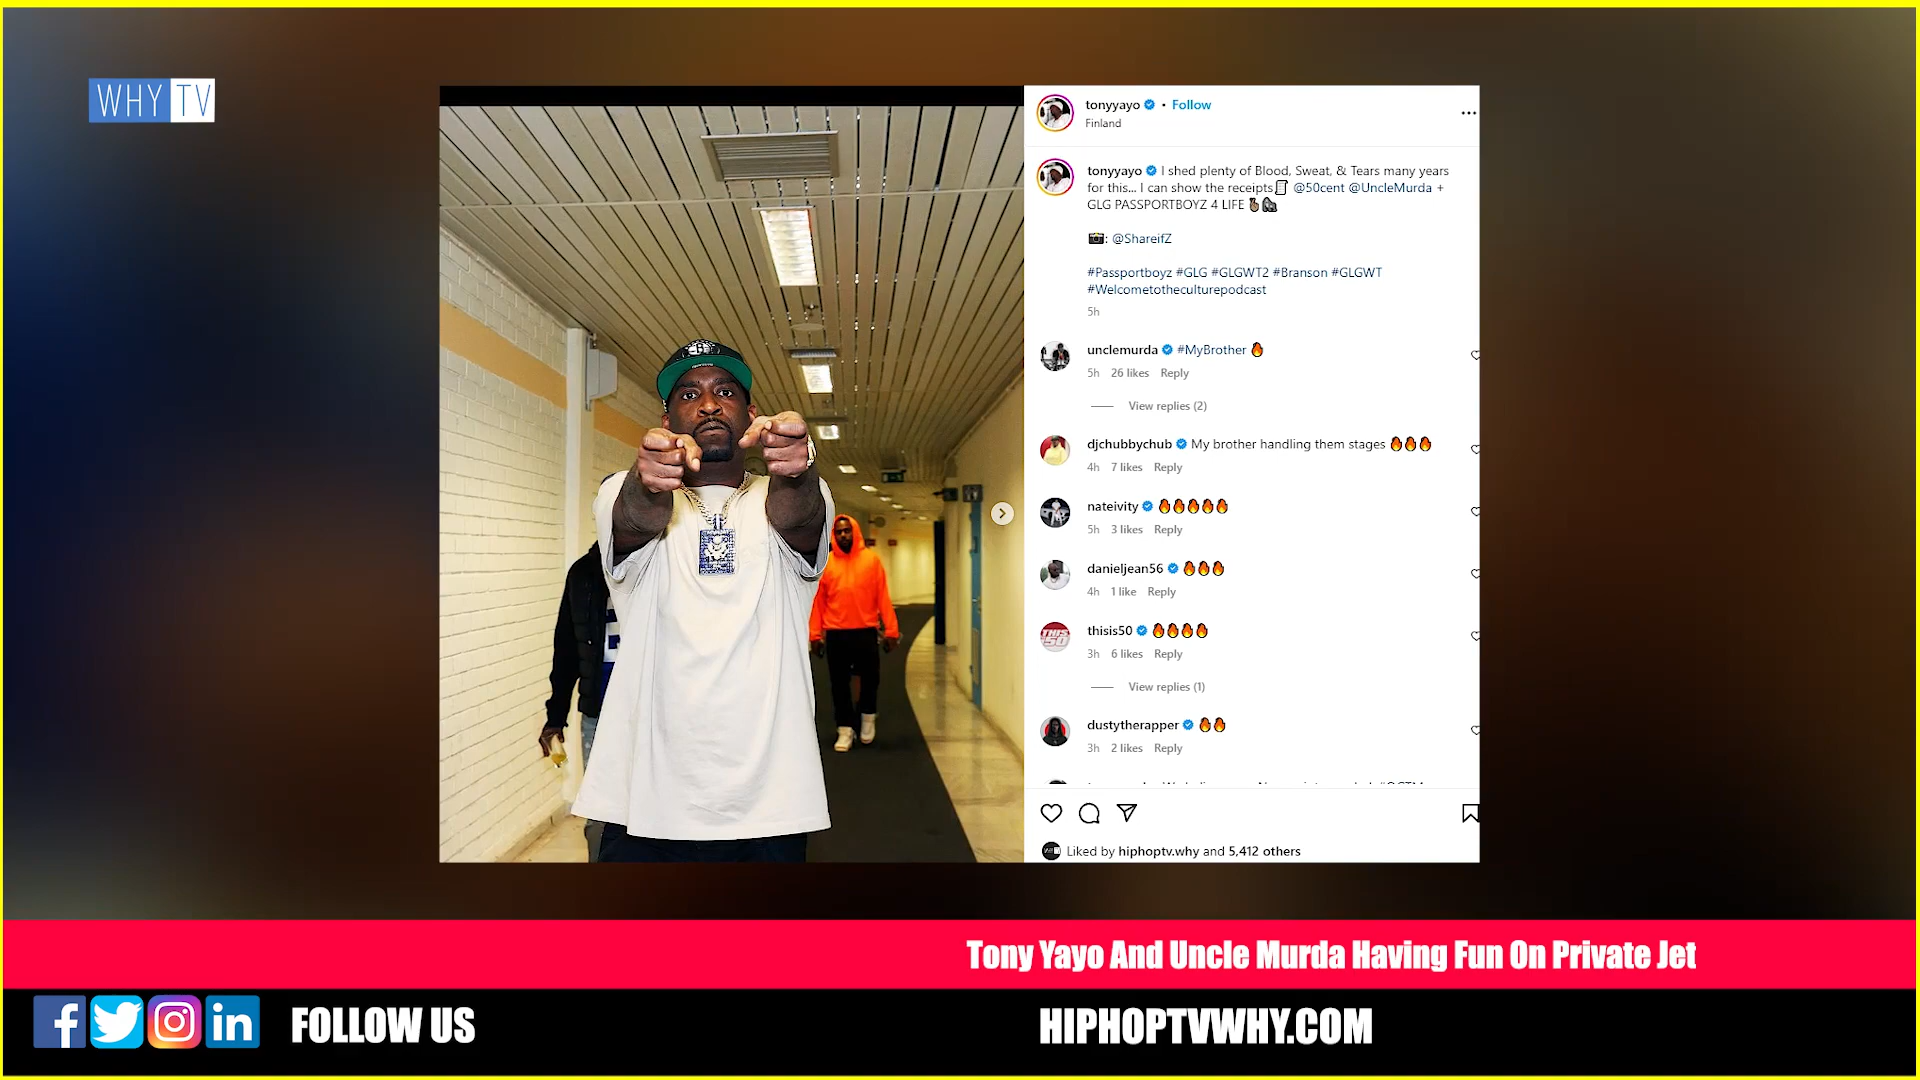 WHY TV
tonyyayo • Follow
Finland
tonyyayo I shed plenty of Blood, Sweat, & Tears many years
for this... I can show the receipts🧾 @50cent @UncleMurda +
GLG PASSPORTBOYZ 4 LIFE
📸: @ShareifZ
#Passportboyz #GLG #GLGWT2 #Branson #GLGWT
#Welcometotheculturepodcast
5h
unclemurda #MyBrother 🔥
5h 26 likes Reply
View replies (2)
djchubbychub My brother handling them stages 🔥🔥🔥
4h 7 likes Reply
nateivity 🔥🔥🔥🔥🔥
5h 3 likes Reply
danieljean56 🔥🔥🔥
4h 1 like Reply
THIS IS 50
thisis50 🔥🔥🔥🔥
3h 6 likes Reply
View replies (1)
dustytherapper 🔥🔥
3h 2 likes Reply
Liked by hiphoptv.why and 5,412 others
Tony Yayo And Uncle Murda Having Fun On Private Jet
FOLLOW US
HIPHOPTVWHY.COM